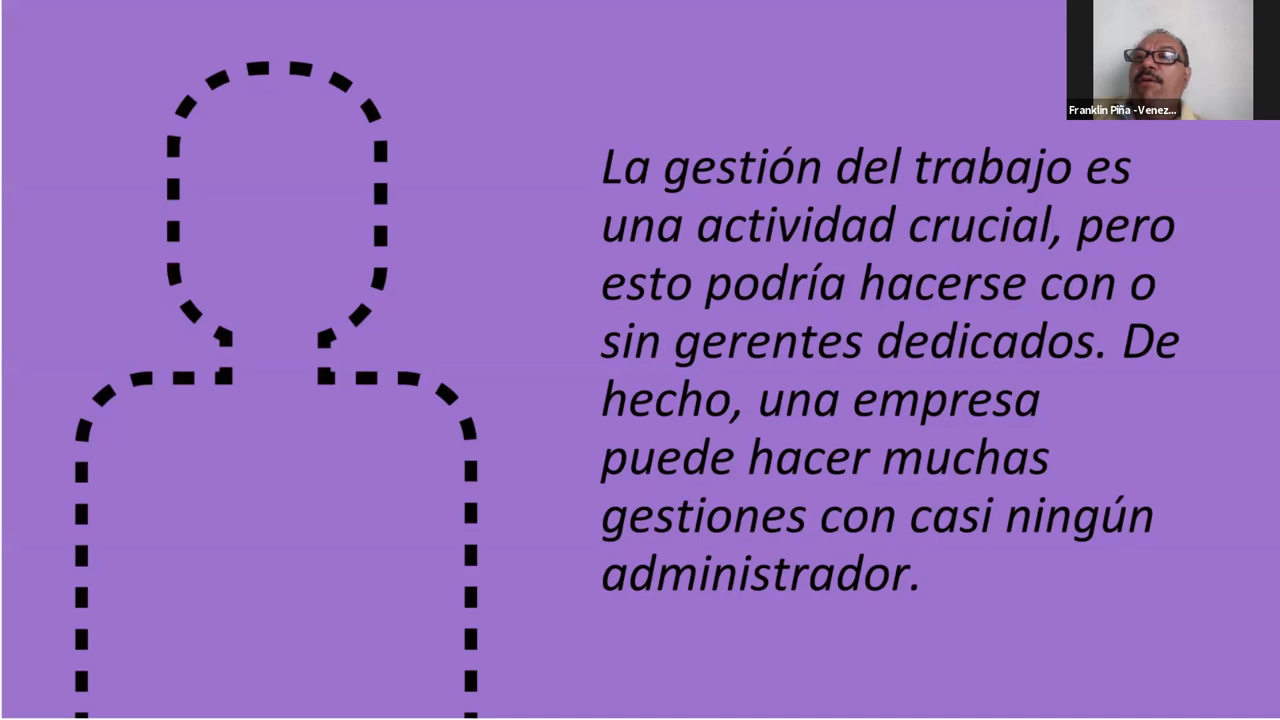 Franklin Piña -Venez...
La gestión del trabajo es
una actividad crucial, pero
esto podría hacerse con o
sin gerentes dedicados. De
hecho, una empresa
puede hacer muchas
gestiones con casi ningún
administrador.